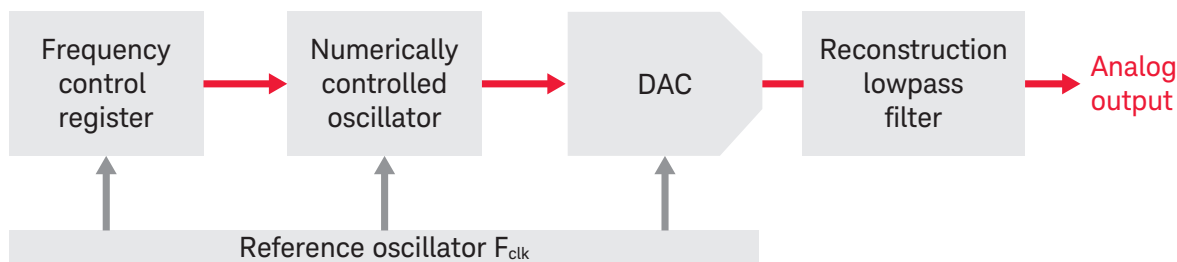 Frequency
control
register
Numerically
controlled
oscillator
DAC
Reconstruction
lowpass
filter
Analog
output
Reference oscillator Fclk